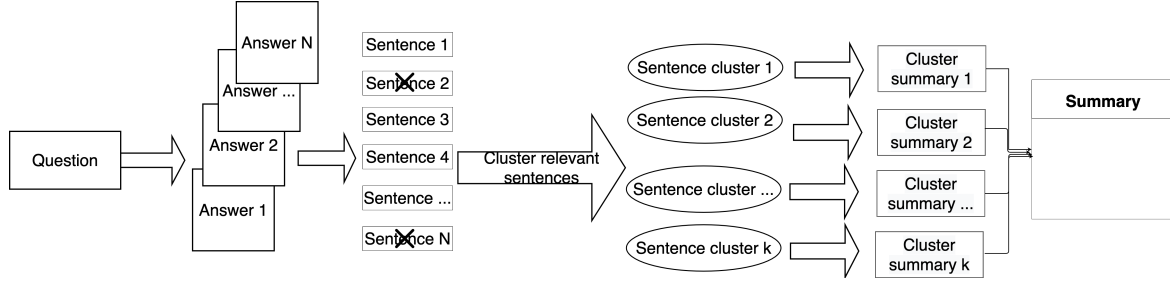 Question
Answer N
Answer ...
Answer 2
Answer 1
Sentence 1
Sentence 2
Sentence 3
Sentence 4
Sentence ...
Sentence N
Cluster relevant
sentences
Sentence cluster 1
Sentence cluster 2
Sentence cluster ...
Sentence cluster k
Cluster
summary 1
Cluster
summary 2
Cluster
summary ...
Cluster
summary k
Summary